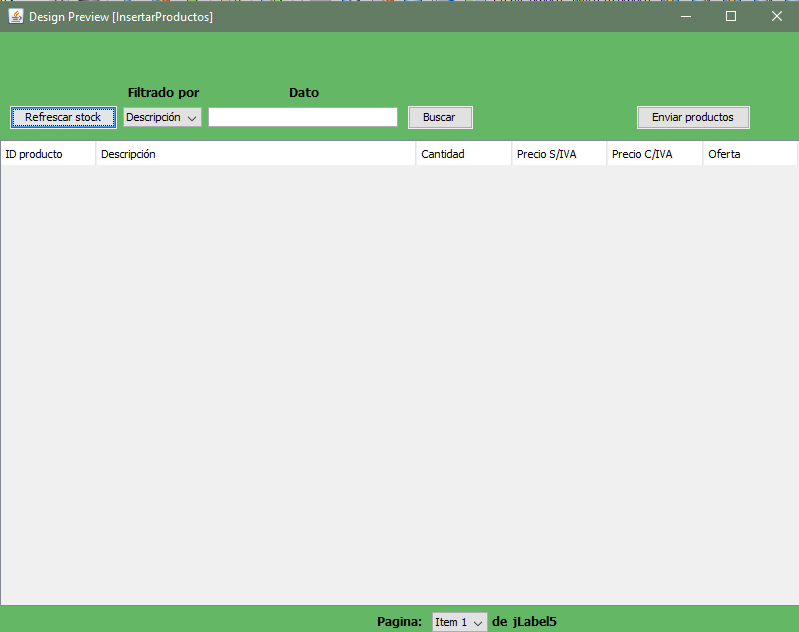 Design Preview [InsertarProductos]
Filtrado por Dato
Refrescar stock Descripción Buscar Enviar productos
ID producto Descripción Cantidad Precio S/IVA Precio C/IVA Oferta
Pagina: Item 1 de jLabel5